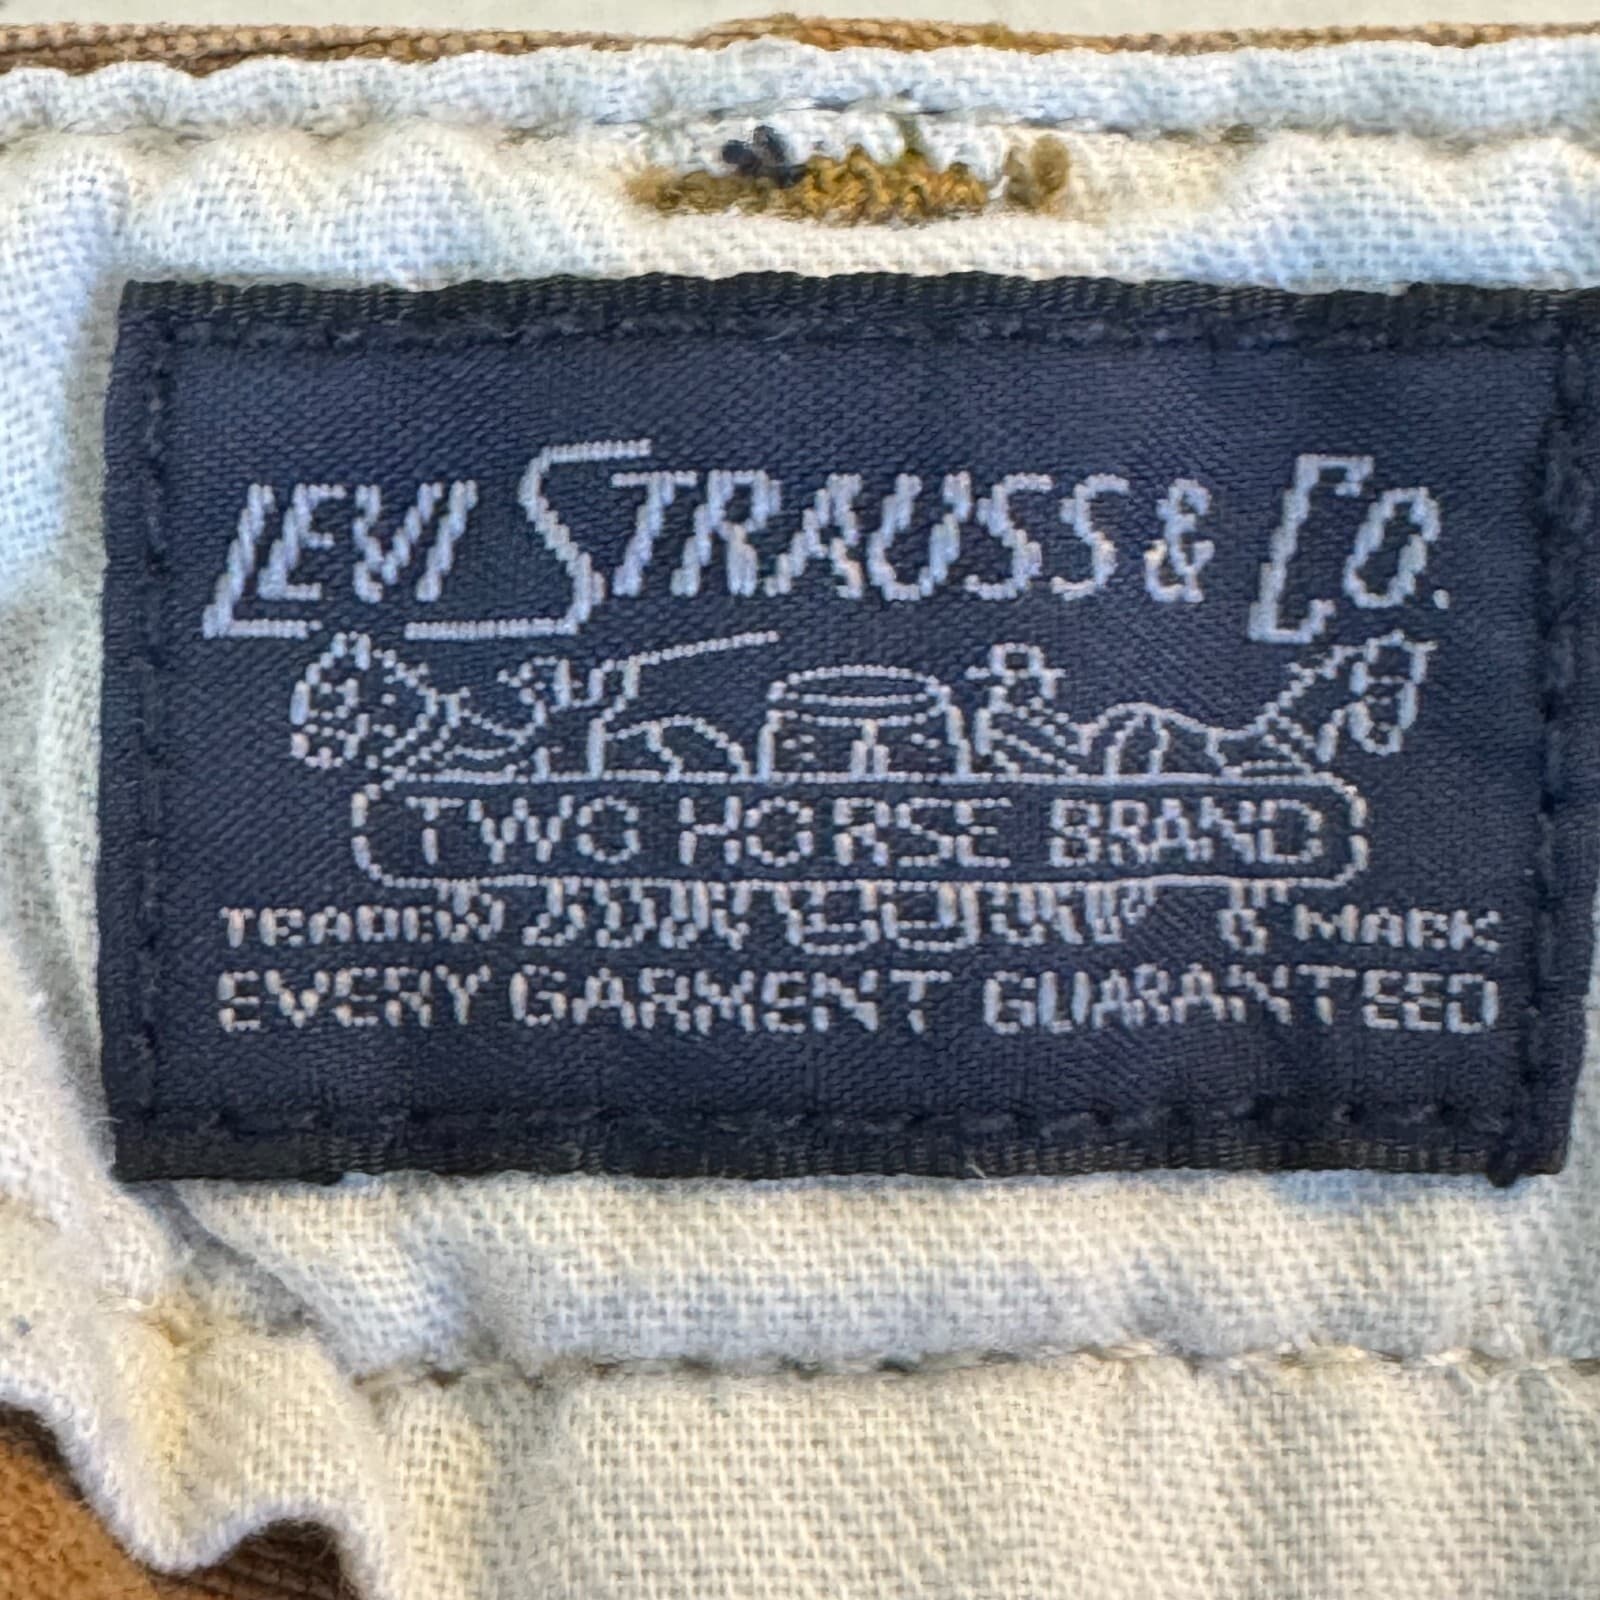 LEVI STRAUSS & CO.
TWO HORSE BRAND
TRADE MARK
EVERY GARMENT GUARANTEED